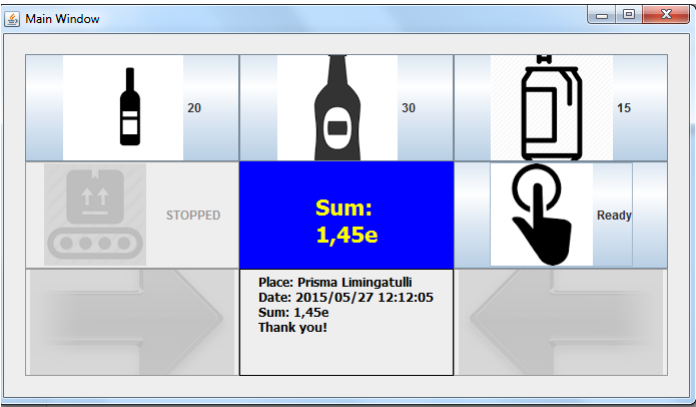 Main Window
20
30
15
STOPPED
Sum:
1,45e
Ready
Place: Prisma Limingatulli
Date: 2015/05/27 12:12:05
Sum: 1,45e
Thank you!